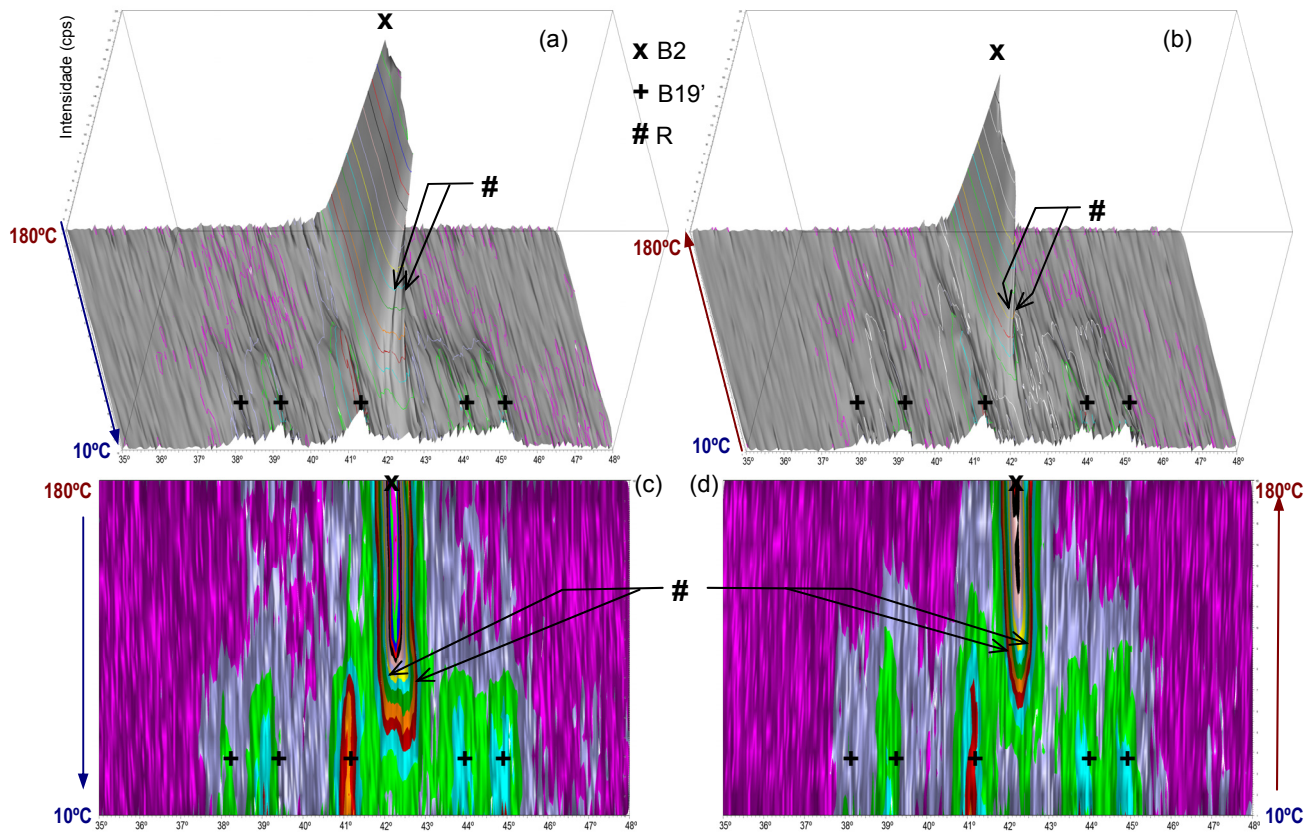 Intensidade (cps)
x
(a)
x B2
+ B19’
# R
x
(b)
#
#
180ºC
180ºC
+ + + + +
+ + + + +
10ºC
10ºC
35º 36º 37º 38º 39º 40º 41º 42º 43º 44º 45º 46º 47º 48º
35º 36º 37º 38º 39º 40º 41º 42º 43º 44º 45º 46º 47º 48º
180ºC
x
(c)
(d)
x
180ºC
#
+ + + + +
+ + + + +
10ºC
10ºC
35º 36º 37º 38º 39º 40º 41º 42º 43º 44º 45º 46º 47º 48º
35º 36º 37º 38º 39º 40º 41º 42º 43º 44º 45º 46º 47º 48º